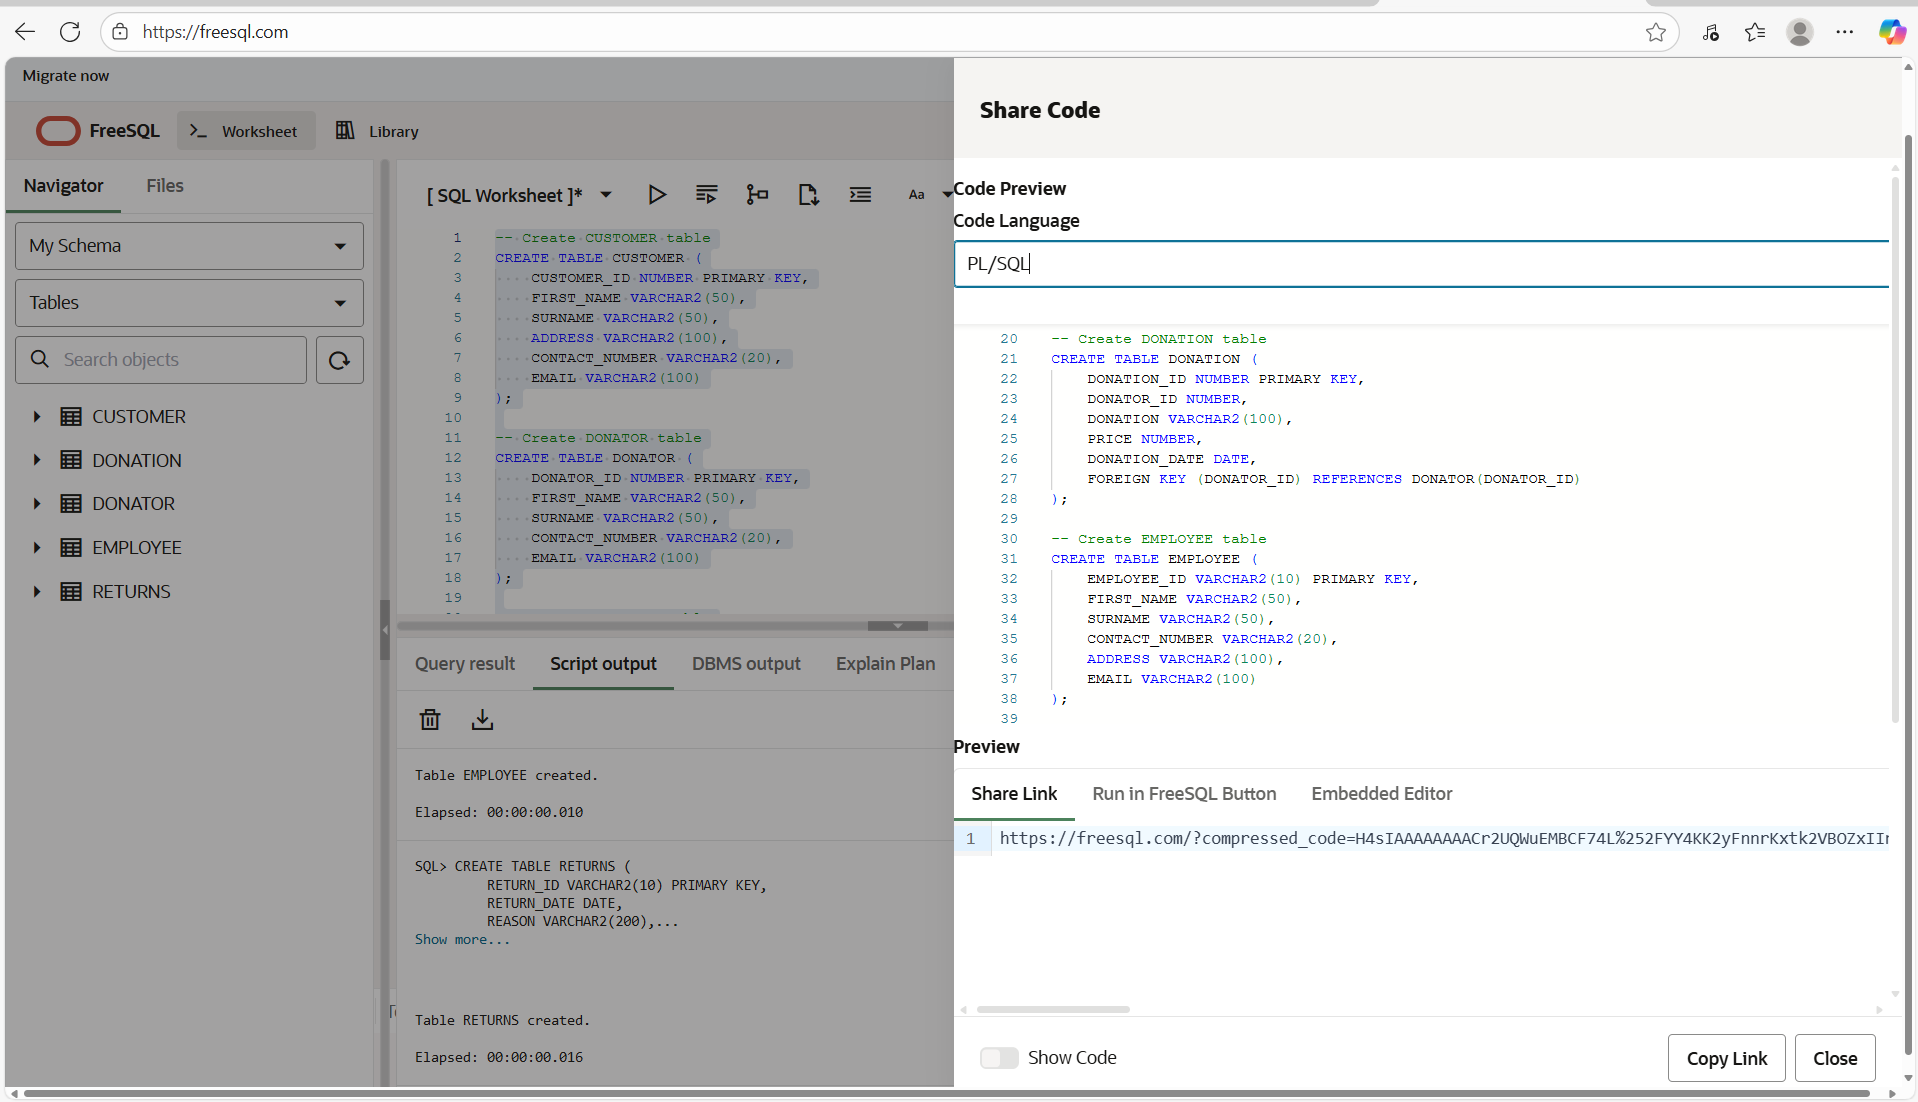 https://freesql.com
Migrate now
FreeSQL
Worksheet
Library
Navigator
Files
My Schema
Tables
Search objects
CUSTOMER
DONATION
DONATOR
EMPLOYEE
RETURNS
[ SQL Worksheet ]*
Aa
1 -- Create CUSTOMER table
2 CREATE TABLE CUSTOMER (
3 CUSTOMER_ID NUMBER PRIMARY KEY,
4 FIRST_NAME VARCHAR2(50),
5 SURNAME VARCHAR2(50),
6 ADDRESS VARCHAR2(100),
7 CONTACT_NUMBER VARCHAR2(20),
8 EMAIL VARCHAR2(100)
9 );
10
11 -- Create DONATOR table
12 CREATE TABLE DONATOR (
13 DONATOR_ID NUMBER PRIMARY KEY,
14 FIRST_NAME VARCHAR2(50),
15 SURNAME VARCHAR2(50),
16 CONTACT_NUMBER VARCHAR2(20),
17 EMAIL VARCHAR2(100)
18 );
19
Query result
Script output
DBMS output
Explain Plan
Table EMPLOYEE created.
Elapsed: 00:00:00.010
SQL> CREATE TABLE RETURNS (
RETURN_ID VARCHAR2(10) PRIMARY KEY,
RETURN_DATE DATE,
REASON VARCHAR2(200),...
Show more...
Table RETURNS created.
Elapsed: 00:00:00.016
Share Code
Code Preview
Code Language
PL/SQL
20 -- Create DONATION table
21 CREATE TABLE DONATION (
22 DONATION_ID NUMBER PRIMARY KEY,
23 DONATOR_ID NUMBER,
24 DONATION VARCHAR2(100),
25 PRICE NUMBER,
26 DONATION_DATE DATE,
27 FOREIGN KEY (DONATOR_ID) REFERENCES DONATOR(DONATOR_ID)
28 );
29
30 -- Create EMPLOYEE table
31 CREATE TABLE EMPLOYEE (
32 EMPLOYEE_ID VARCHAR2(10) PRIMARY KEY,
33 FIRST_NAME VARCHAR2(50),
34 SURNAME VARCHAR2(50),
35 CONTACT_NUMBER VARCHAR2(20),
36 ADDRESS VARCHAR2(100),
37 EMAIL VARCHAR2(100)
38 );
39
Preview
Share Link
Run in FreeSQL Button
Embedded Editor
1 https://freesql.com/?compressed_code=H4sIAAAAAAAACr2UQWuEMBCF74L%252FYY4KK2yFnnrKxtk2VBOZxII
Show Code
Copy Link
Close